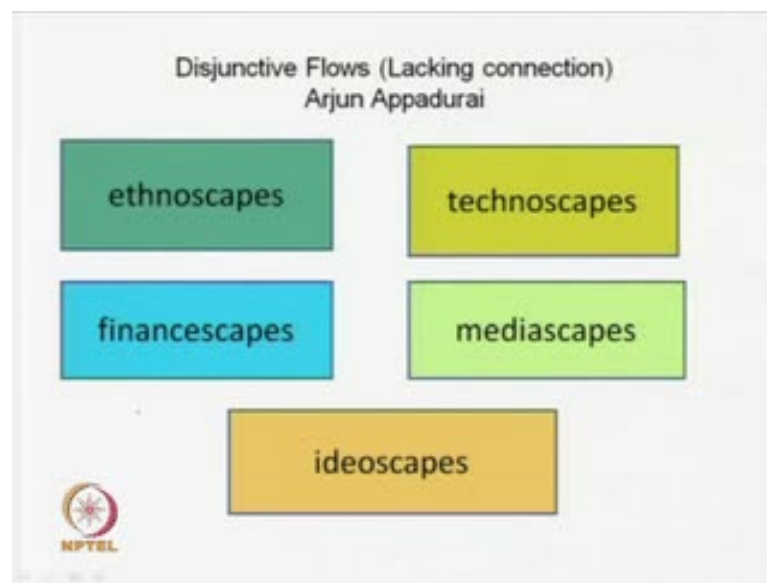 Disjunctive Flows (Lacking connection)
Arjun Appadurai
ethnoscapes
technoscapes
financescapes
mediascapes
ideoscapes
NPTEL